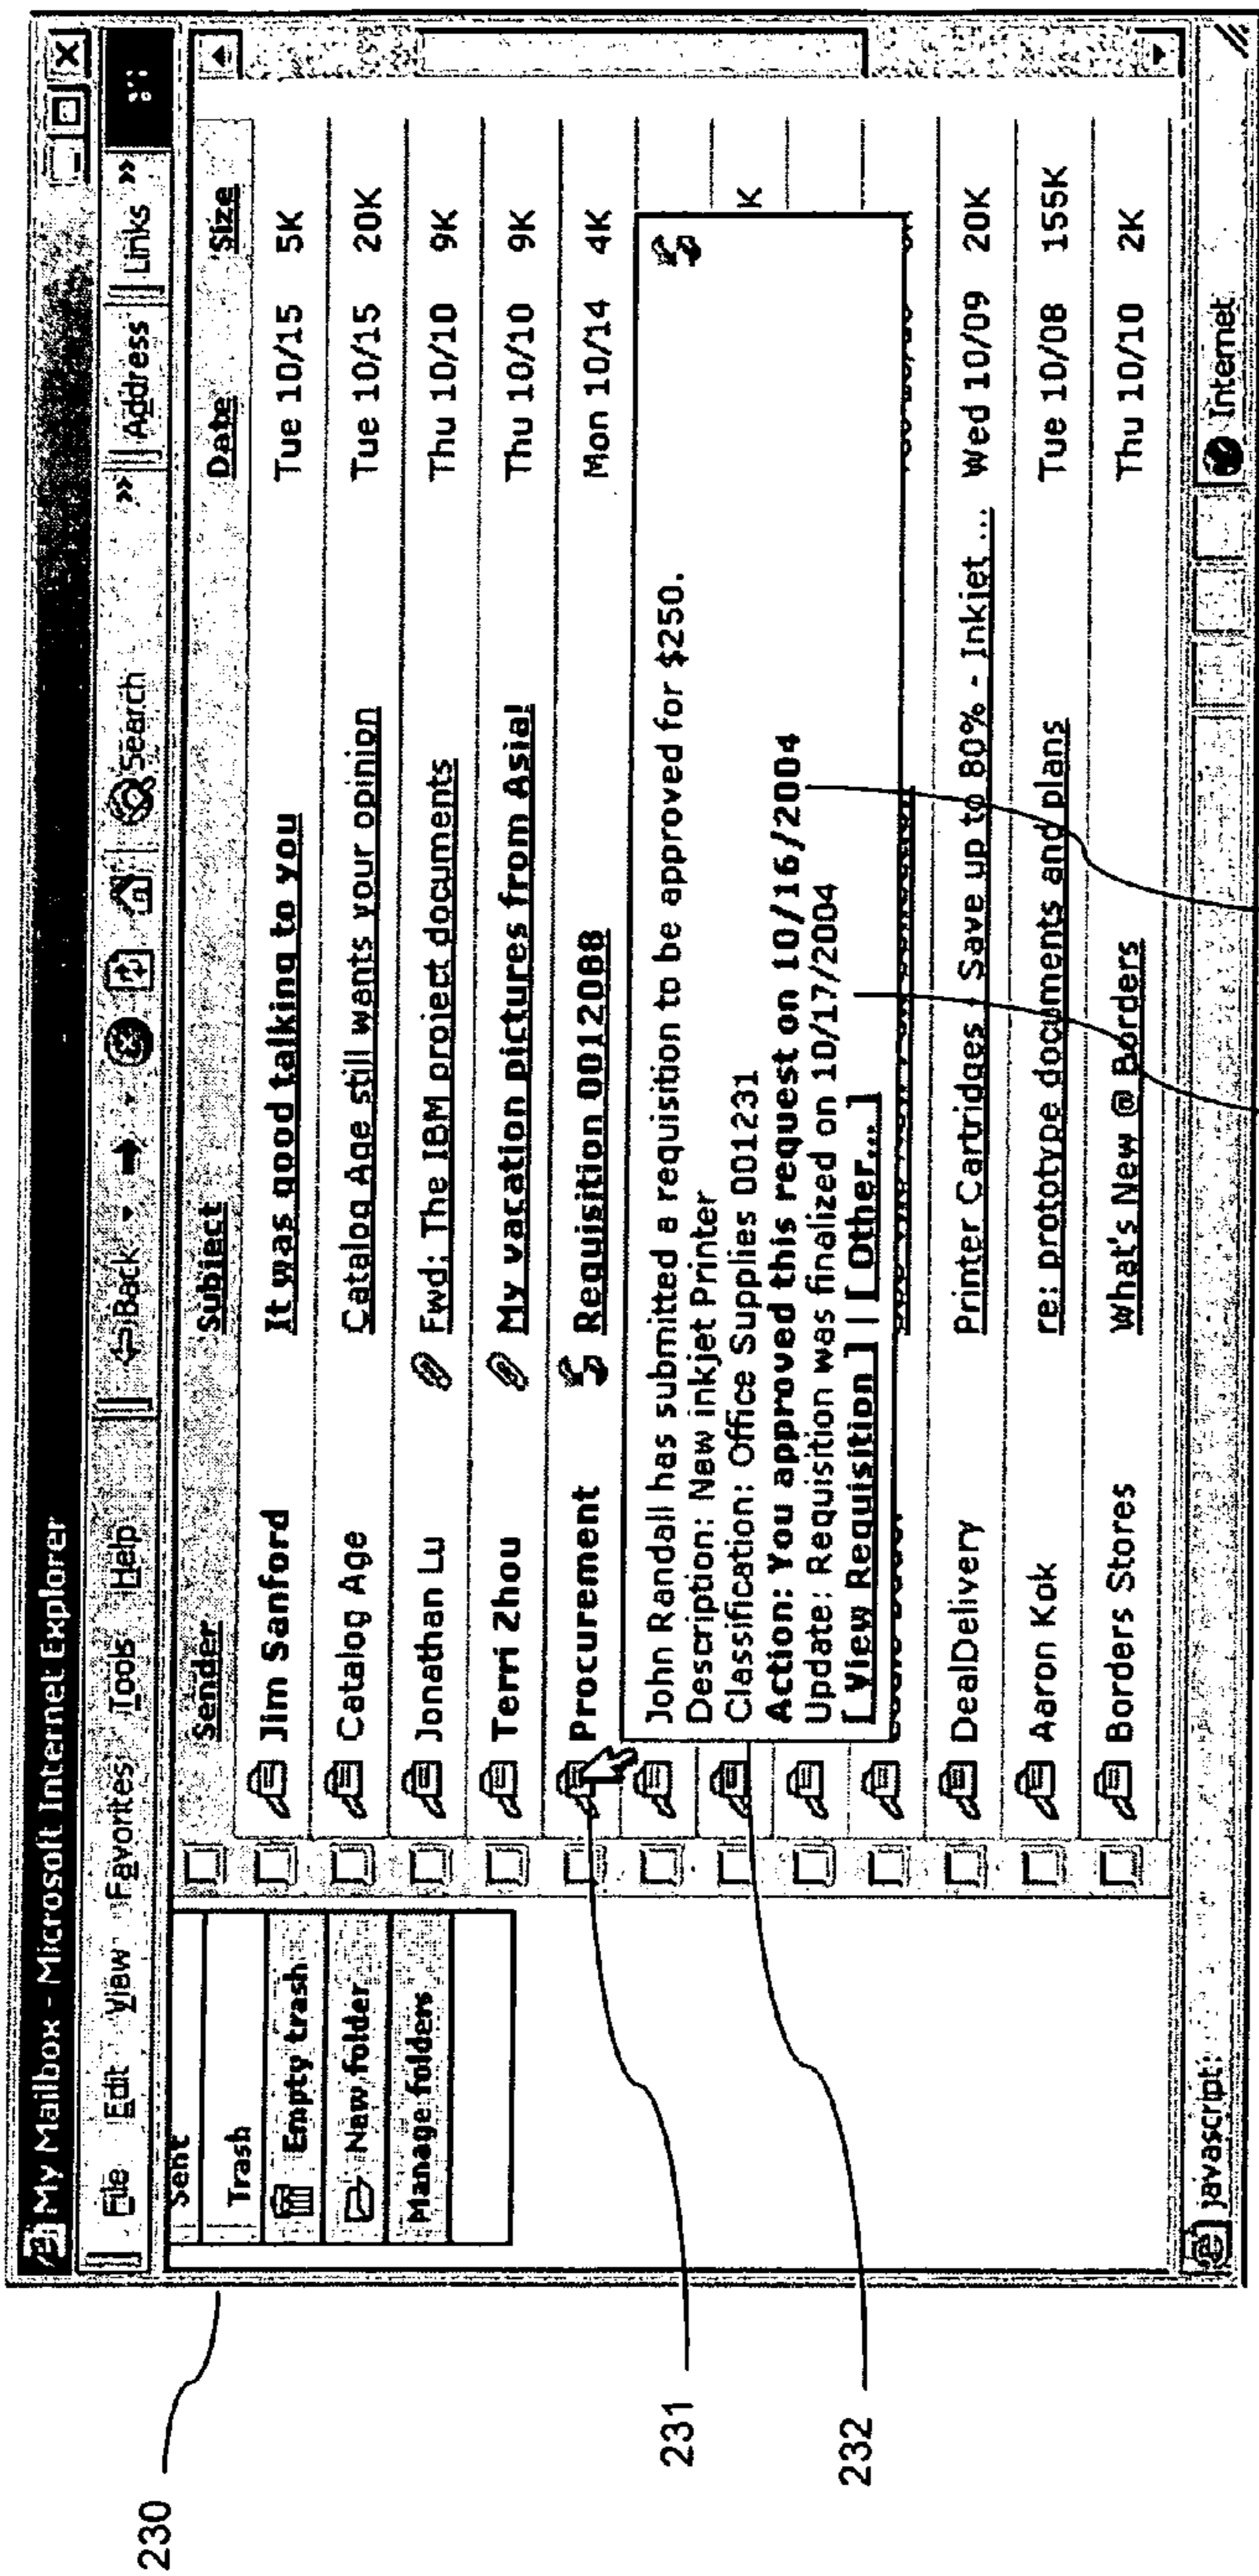 My Mailbox - Microsoft Internet Explorer
File Edit View Favorites Tools Help
Back Search
Address Links
Sent
Trash
Empty trash
New folder
Manage folders
Sender Subject Date Size
Jim Sanford It was good talking to you Tue 10/15 5K
Catalog Age Catalog Age still wants your opinion Tue 10/15 20K
Jonathan Lu Fwd: The IBM project documents Thu 10/10 9K
Terri Zhou My vacation pictures from Asia! Thu 10/10 9K
Procurement Requisition 0012088 Mon 10/14 4K
John Randall has submitted a requisition to be approved for $250.
Description: New inkjet Printer
Classification: Office Supplies 001231
K
Action: You approved this request on 10/16/2004
Update: Requisition was finalized on 10/17/2004
[ View Requisition ] | [ Other... ]
DealDelivery Printer Cartridges - Save up to 80% - Inkjet ... Wed 10/09 20K
Aaron Kok re: prototype documents and plans Tue 10/08 155K
Borders Stores What's New @ Borders Thu 10/10 2K
javascript:
Internet
230
231
232